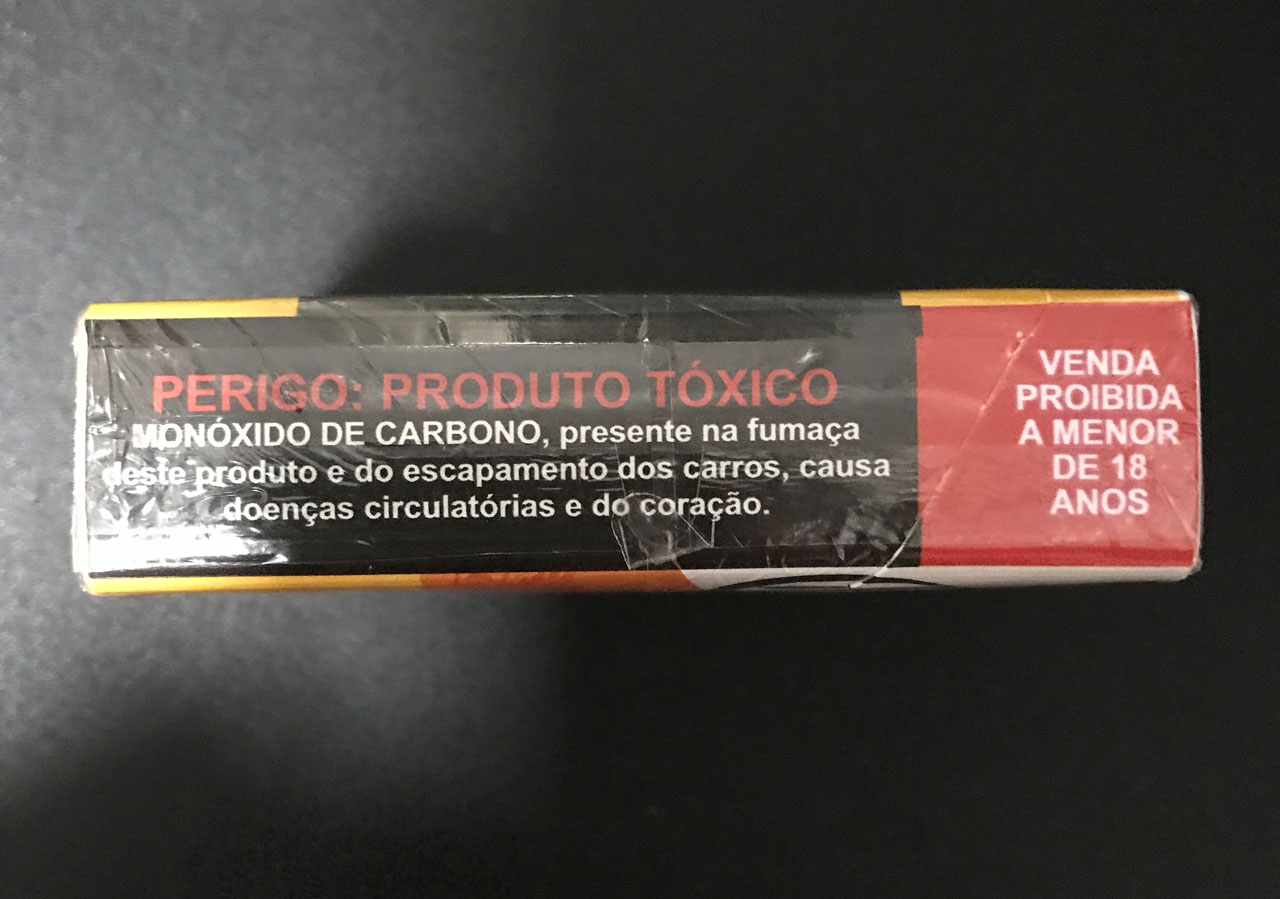 PERIGO: PRODUTO TÓXICO
MONÓXIDO DE CARBONO, presente na fumaça
deste produto e do escapamento dos carros, causa
doenças circulatórias e do coração.
VENDA
PROIBIDA
A MENOR
DE 18
ANOS